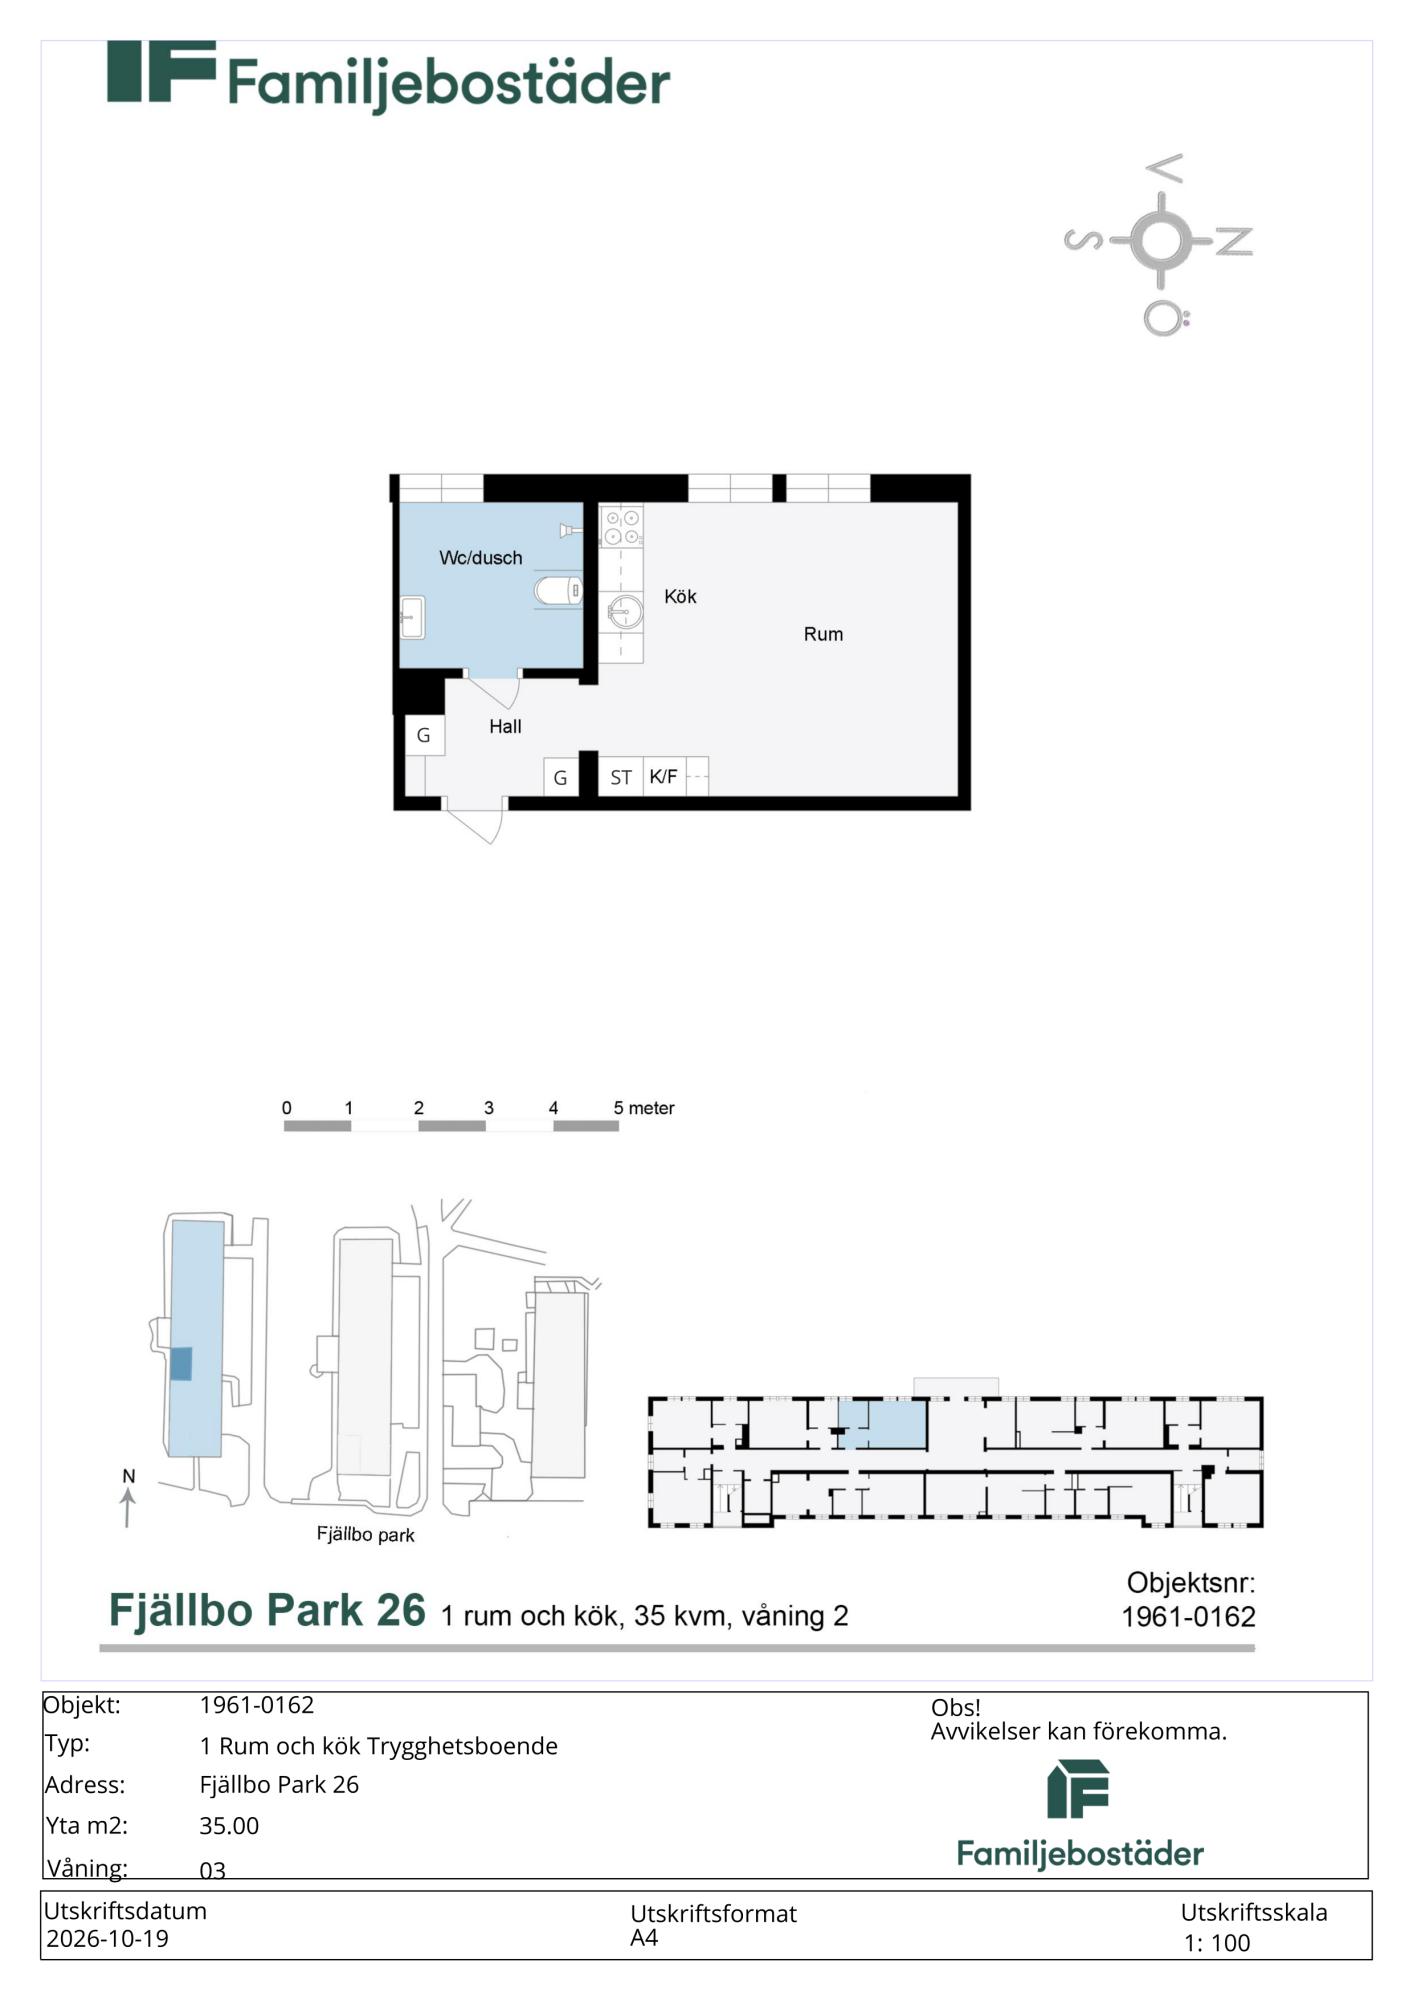 Familjebostäder
V
S
N
Ö
Wc/dusch
Kök
Rum
Hall
G
G
ST
K/F
0 1 2 3 4 5 meter
N
Fjällbo park
Objektsnr:
Fjällbo Park 26 1 rum och kök, 35 kvm, våning 2
1961-0162
Objekt: 1961-0162
Typ: 1 Rum och kök Trygghetsboende
Adress: Fjällbo Park 26
Yta m2: 35.00
Våning: 03
Obs!
Avvikelser kan förekomma.
Familjebostäder
Utskriftsdatum
2026-10-19
Utskriftsformat
A4
Utskriftsskala
1: 100